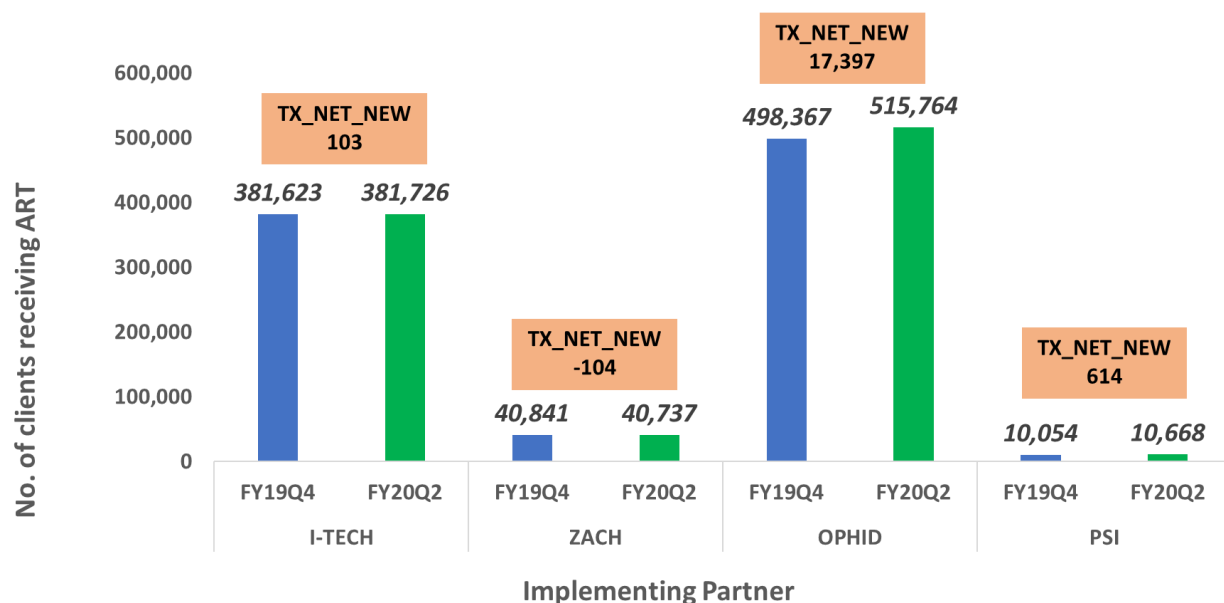 TX_NET_NEW
17,397
600,000
TX_NET_NEW
103
498,367
515,764
500,000
381,623
381,726
400,000
300,000
200,000
TX_NET_NEW
-104
TX_NET_NEW
614
100,000
40,841
40,737
10,054
10,668
0
No. of clients receiving ART
FY19Q4
FY20Q2
FY19Q4
FY20Q2
FY19Q4
FY20Q2
FY19Q4
FY20Q2
I-TECH
ZACH
OPHID
PSI
Implementing Partner